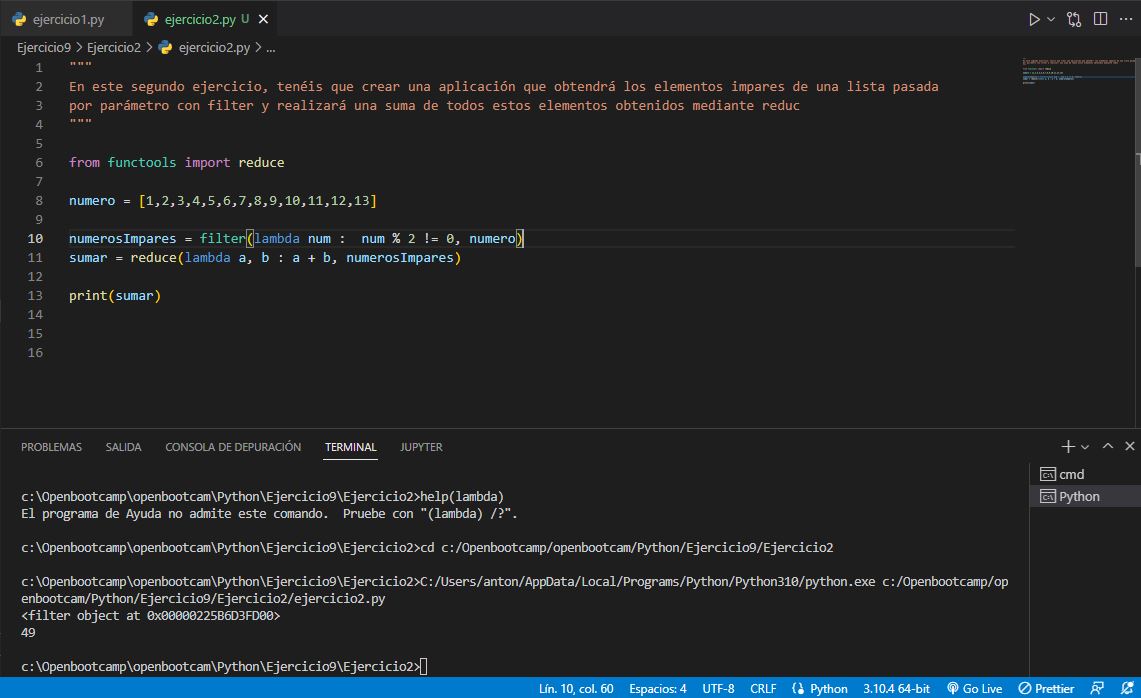 ejercicio1.py
ejercicio2.py U
Ejercicio9 > Ejercicio2 > ejercicio2.py > ...
1 """
2 En este segundo ejercicio, tenéis que crear una aplicación que obtendrá los elementos impares de una lista pasada
3 por parámetro con filter y realizará una suma de todos estos elementos obtenidos mediante reduc
4 """
5
6 from functools import reduce
7
8 numero = [1,2,3,4,5,6,7,8,9,10,11,12,13]
9
10 numerosImpares = filter(lambda num :  num % 2 != 0, numero)
11 sumar = reduce(lambda a, b : a + b, numerosImpares)
12
13 print(sumar)
14
15
16
PROBLEMAS SALIDA CONSOLA DE DEPURACIÓN TERMINAL JUPYTER
cmd
Python
c:\Openbootcamp\openbootcam\Python\Ejercicio9\Ejercicio2>help(lambda)
El programa de Ayuda no admite este comando.  Pruebe con "(lambda) /?".
c:\Openbootcamp\openbootcam\Python\Ejercicio9\Ejercicio2>cd c:/Openbootcamp/openbootcam/Python/Ejercicio9/Ejercicio2
c:\Openbootcamp\openbootcam\Python\Ejercicio9\Ejercicio2>C:/Users/anton/AppData/Local/Programs/Python/Python310/python.exe c:/Openbootcamp/op
enbootcam/Python/Ejercicio9/Ejercicio2/ejercicio2.py
<filter object at 0x00000225B6D3FD00>
49
c:\Openbootcamp\openbootcam\Python\Ejercicio9\Ejercicio2>
Lín. 10, col. 60 Espacios: 4 UTF-8 CRLF Python 3.10.4 64-bit Go Live Prettier